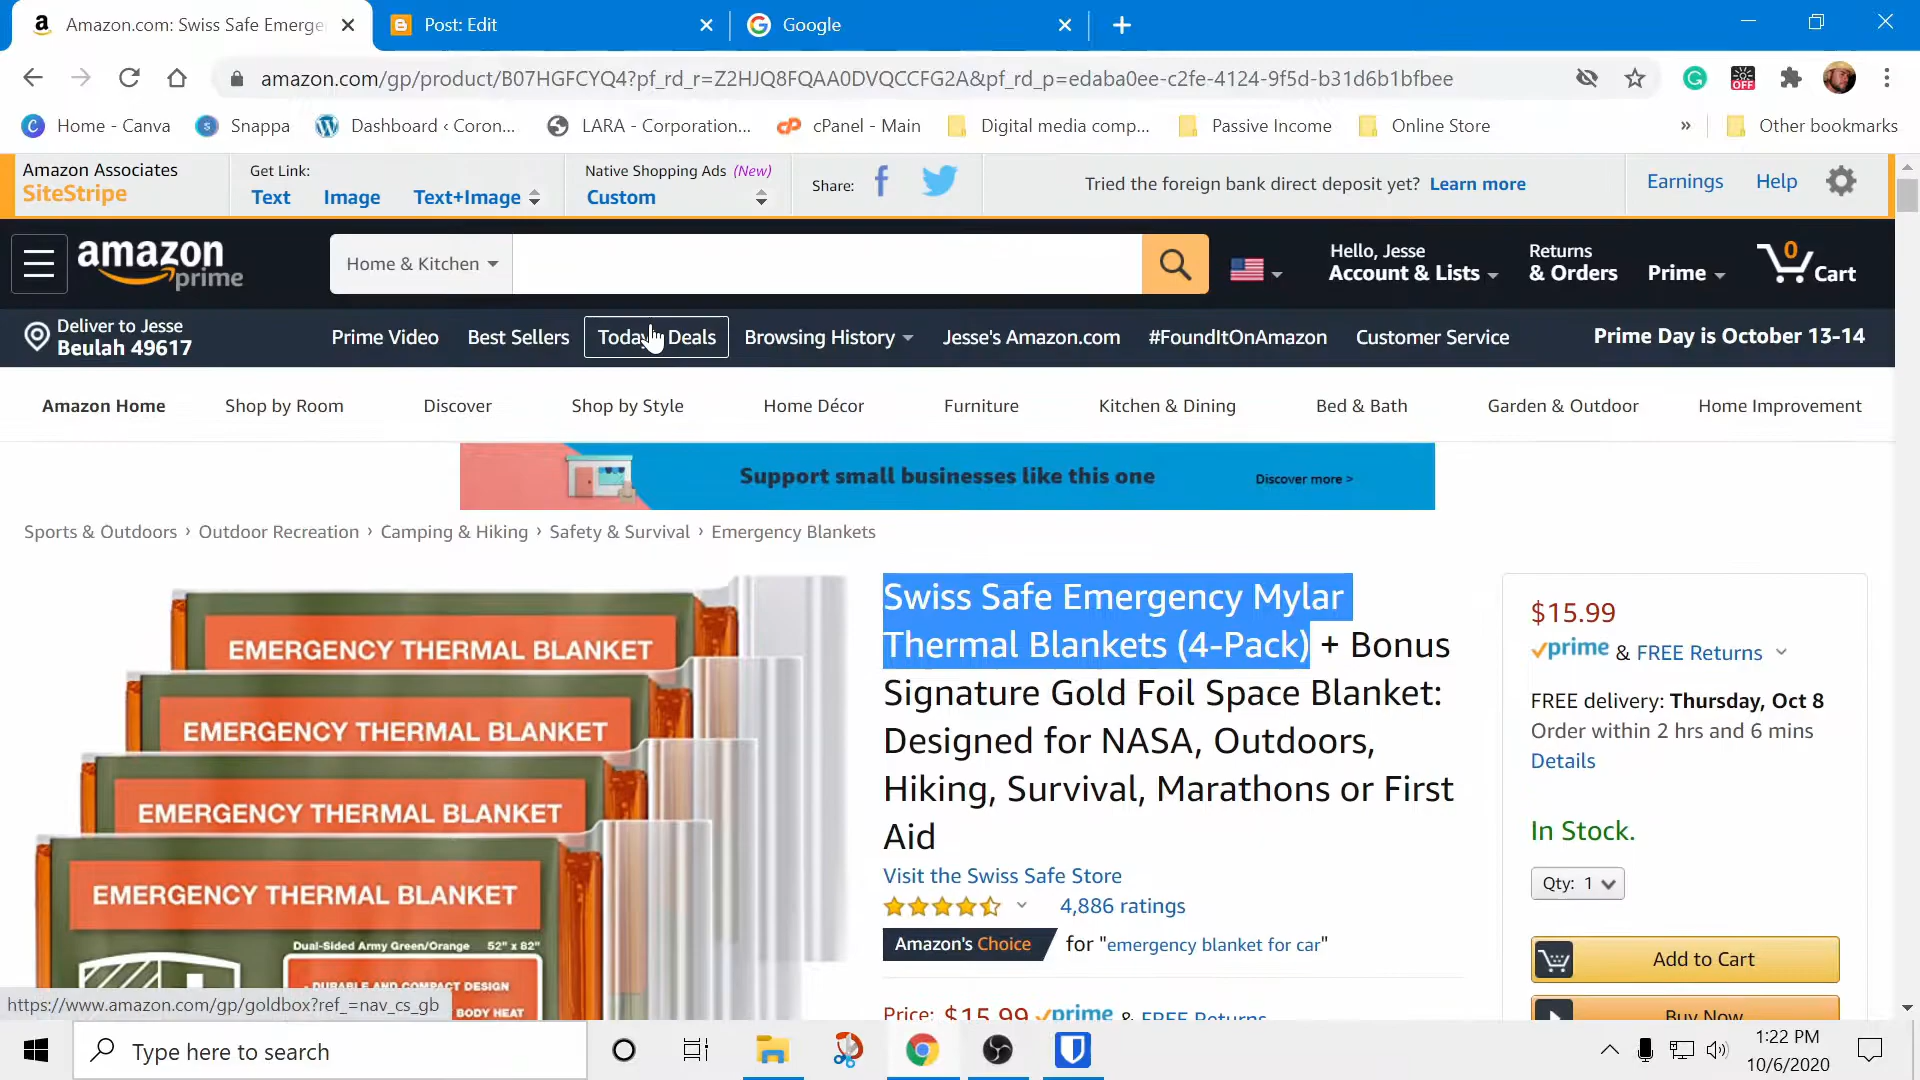 Amazon.com: Swiss Safe Emerge
Post: Edit
Google
amazon.com/gp/product/B07HGFCYQ4?pf_rd_r=Z2HJQ8FQAA0DVQCCFG2A&pf_rd_p=edaba0ee-c2fe-4124-9f5d-b31d6b1bfbee
OFF
Home - Canva
Snappa
Dashboard ‹ Coron...
LARA - Corporation...
cPanel - Main
Digital media comp...
Passive Income
Online Store
»
Other bookmarks
Amazon Associates
SiteStripe
Get Link:
Text Image Text+Image
Native Shopping Ads (New)
Custom
Share:
Tried the foreign bank direct deposit yet? Learn more
Earnings
Help
amazon
prime
Home & Kitchen
Hello, Jesse
Account & Lists
Returns
& Orders
Prime
0
Cart
Deliver to Jesse
Beulah 49617
Prime Video
Best Sellers
Today's Deals
Browsing History
Jesse's Amazon.com
#FoundItOnAmazon
Customer Service
Prime Day is October 13-14
Amazon Home
Shop by Room
Discover
Shop by Style
Home Décor
Furniture
Kitchen & Dining
Bed & Bath
Garden & Outdoor
Home Improvement
Support small businesses like this one
Discover more >
Sports & Outdoors › Outdoor Recreation › Camping & Hiking › Safety & Survival › Emergency Blankets
EMERGENCY THERMAL BLANKET
EMERGENCY THERMAL BLANKET
EMERGENCY THERMAL BLANKET
EMERGENCY THERMAL BLANKET
Dual-Sided Army Green/Orange 52" x 82"
- DURABLE AND COMPACT DESIGN
BODY HEAT
Swiss Safe Emergency Mylar
Thermal Blankets (4-Pack) + Bonus
Signature Gold Foil Space Blanket:
Designed for NASA, Outdoors,
Hiking, Survival, Marathons or First
Aid
Visit the Swiss Safe Store
4,886 ratings
Amazon's Choice for "emergency blanket for car"
Price: $15.99 prime & FREE Returns
$15.99
prime & FREE Returns
FREE delivery: Thursday, Oct 8
Order within 2 hrs and 6 mins
Details
In Stock.
Qty: 1
Add to Cart
Buy Now
https://www.amazon.com/gp/goldbox?ref_=nav_cs_gb
Type here to search
1:22 PM
10/6/2020